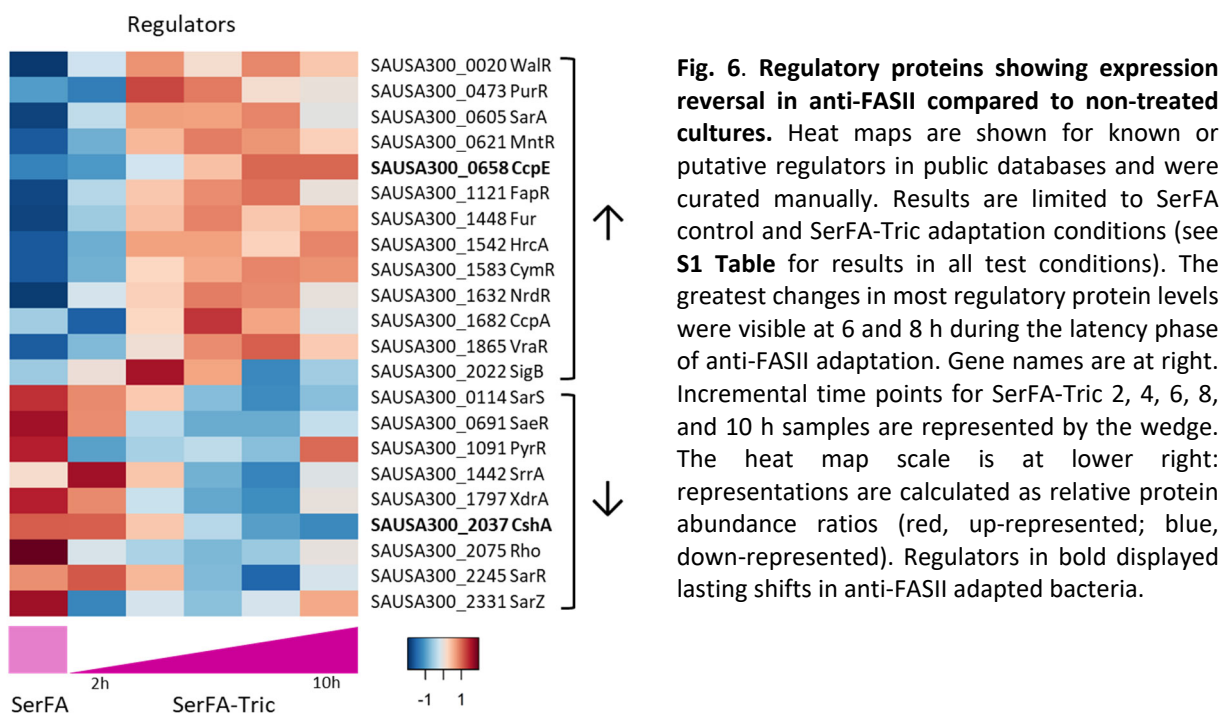 Regulators
SAUSA300_0020 WalR
SAUSA300_0473 PurR
SAUSA300_0605 SarA
SAUSA300_0621 MntR
SAUSA300_0658 CcpE
SAUSA300_1121 FapR
SAUSA300_1448 Fur
SAUSA300_1542 HrcA
SAUSA300_1583 CymR
SAUSA300_1632 NrdR
SAUSA300_1682 CcpA
SAUSA300_1865 VraR
SAUSA300_2022 SigB
SAUSA300_0114 SarS
SAUSA300_0691 SaeR
SAUSA300_1091 PyrR
SAUSA300_1442 SrrA
SAUSA300_1797 XdrA
SAUSA300_2037 CshA
SAUSA300_2075 Rho
SAUSA300_2245 SarR
SAUSA300_2331 SarZ
2h 10h
SerFA SerFA-Tric
-1 1
Fig. 6. Regulatory proteins showing expression
reversal in anti-FASII compared to non-treated
cultures. Heat maps are shown for known or
putative regulators in public databases and were
curated manually. Results are limited to SerFA
control and SerFA-Tric adaptation conditions (see
S1 Table for results in all test conditions). The
greatest changes in most regulatory protein levels
were visible at 6 and 8 h during the latency phase
of anti-FASII adaptation. Gene names are at right.
Incremental time points for SerFA-Tric 2, 4, 6, 8,
and 10 h samples are represented by the wedge.
The heat map scale is at lower right:
representations are calculated as relative protein
abundance ratios (red, up-represented; blue,
down-represented). Regulators in bold displayed
lasting shifts in anti-FASII adapted bacteria.